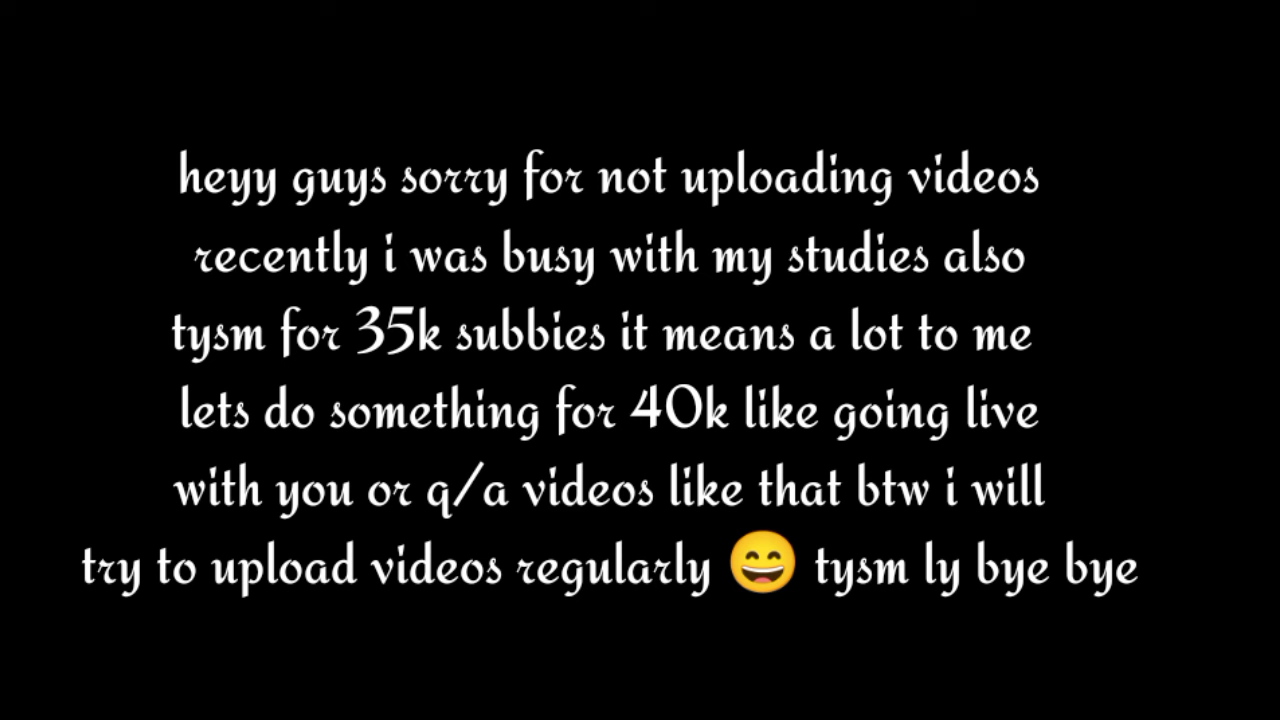 heyy guys sorry for not uploading videos
recently i was busy with my studies also
tysm for 35k subbies it means a lot to me
lets do something for 40k like going live
with you or q/a videos like that btw i will
try to upload videos regularly 😄 tysm ly bye bye